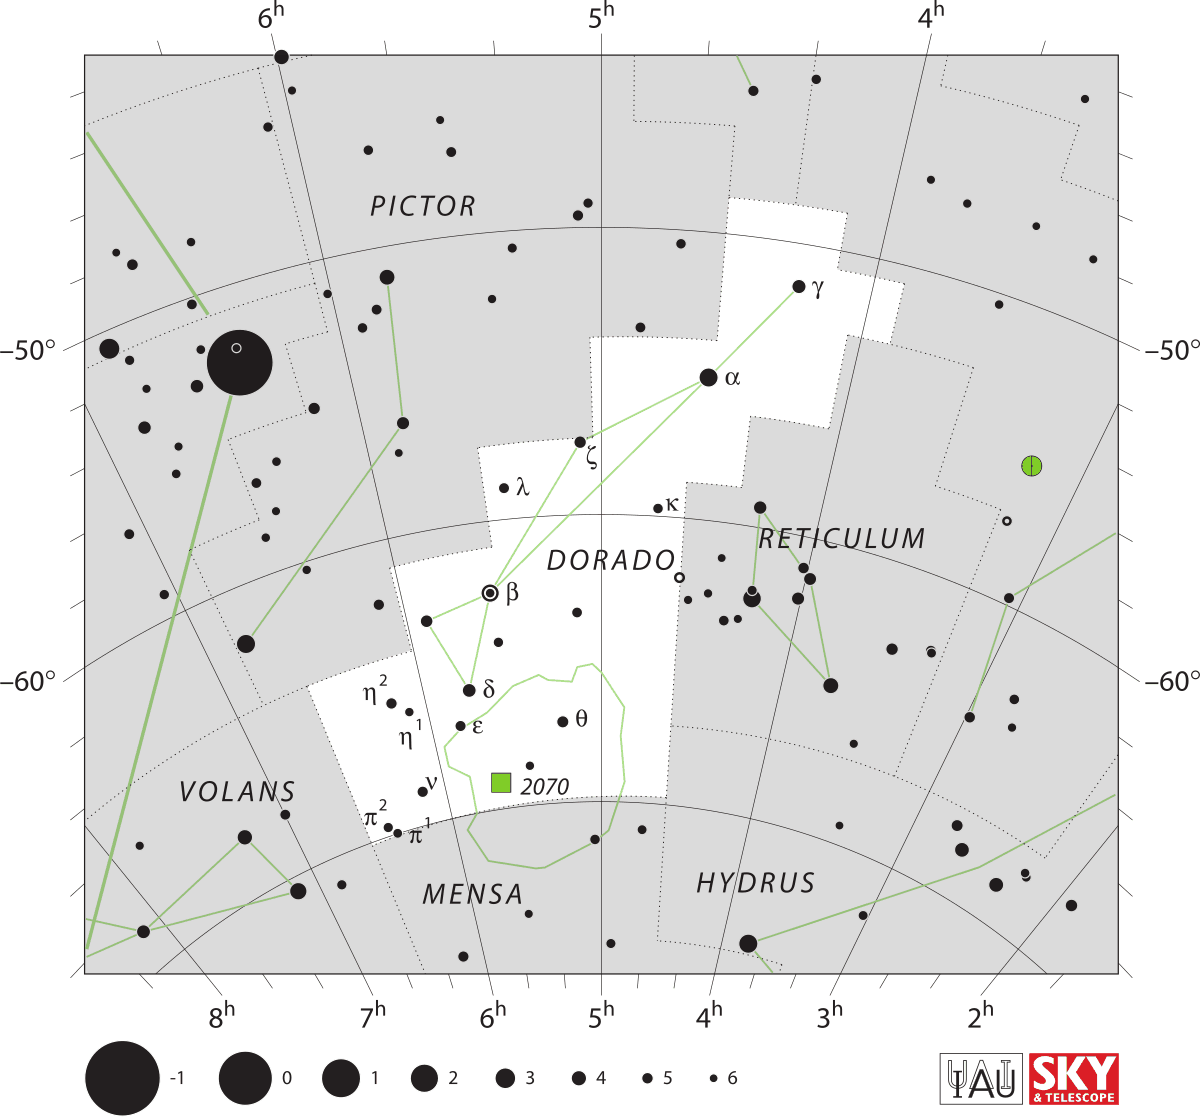 6h 5h 4h
PICTOR
γ
–50° –50°
α
ζ
λ
κ
RETICULUM
DORADO
β
–60° –60°
δ
η2
θ
ε
η1
2070
VOLANS
ν
π2
π1
HYDRUS
MENSA
8h 7h 6h 5h 4h 3h 2h
-1 0 1 2 3 4 5 6
IAU
SKY
& TELESCOPE